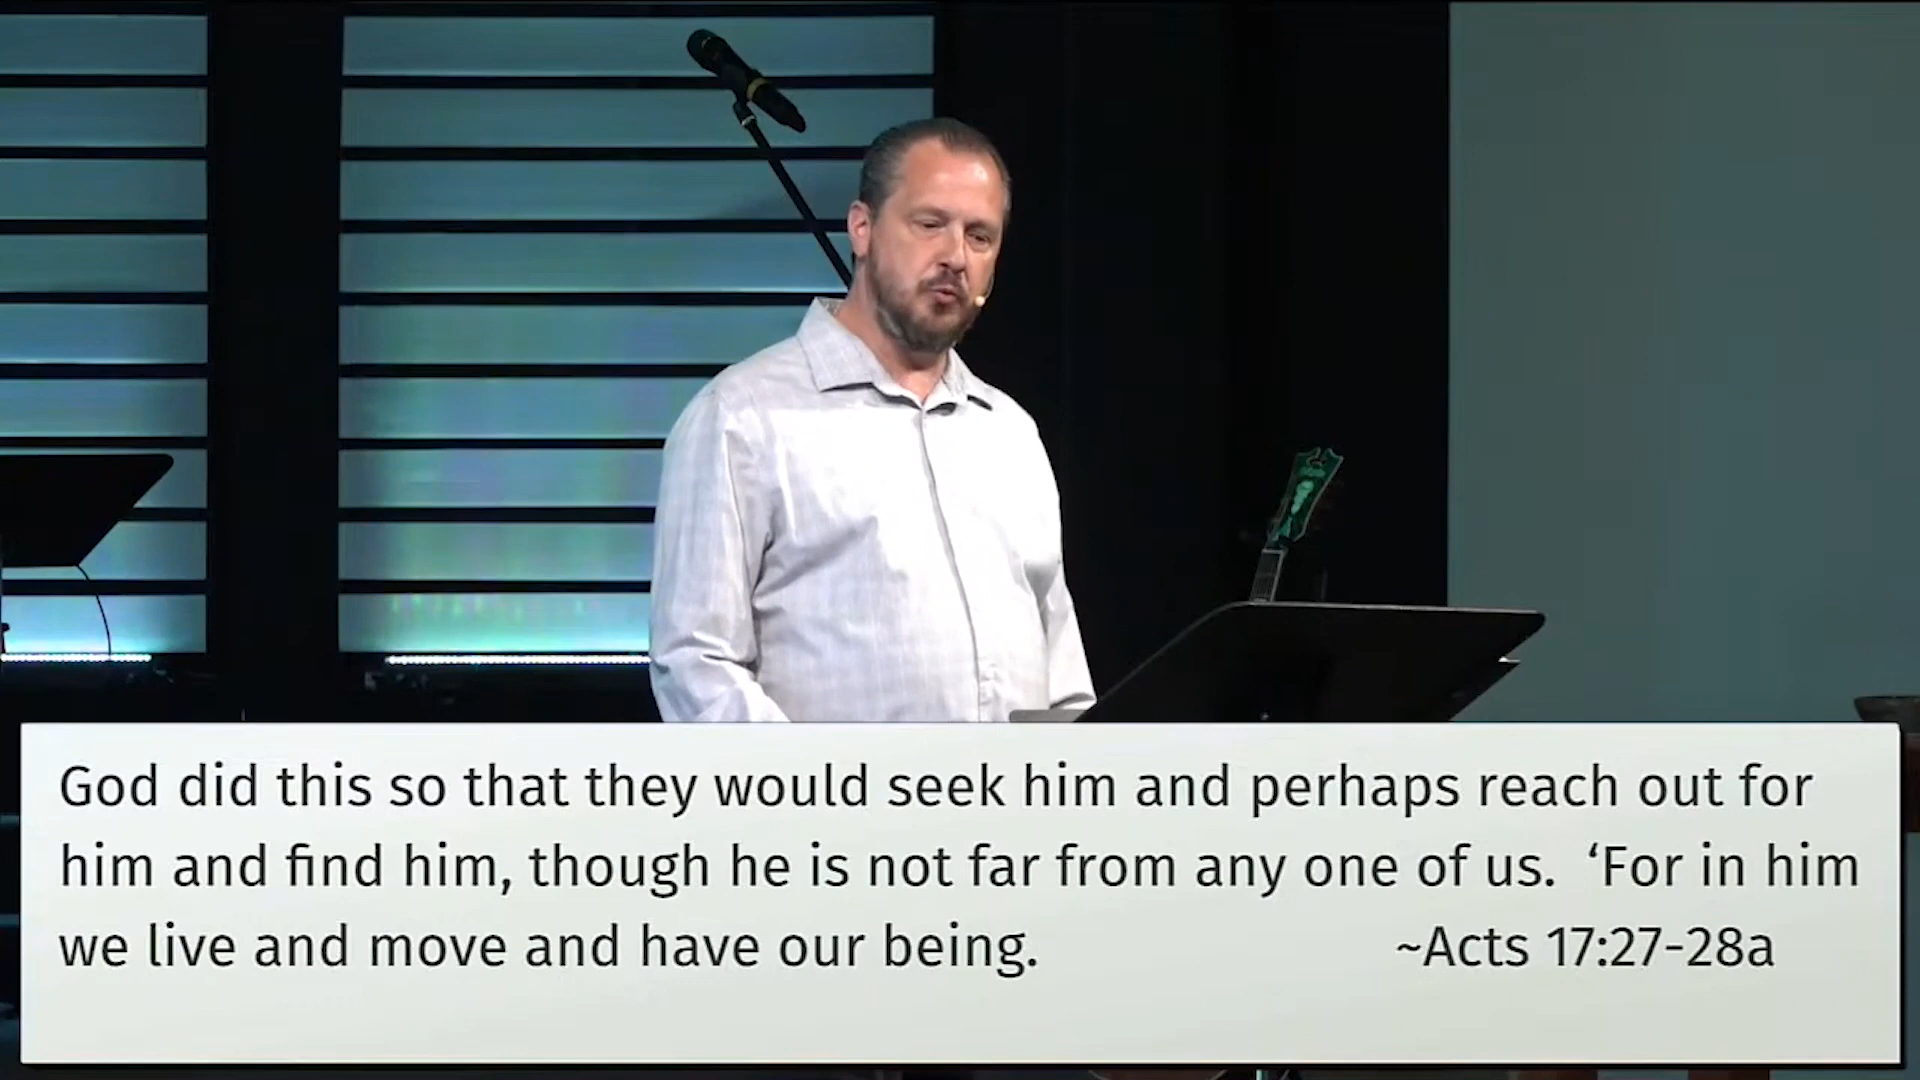 God did this so that they would seek him and perhaps reach out for
him and find him, though he is not far from any one of us.  ‘For in him
we live and move and have our being. ~Acts 17:27-28a